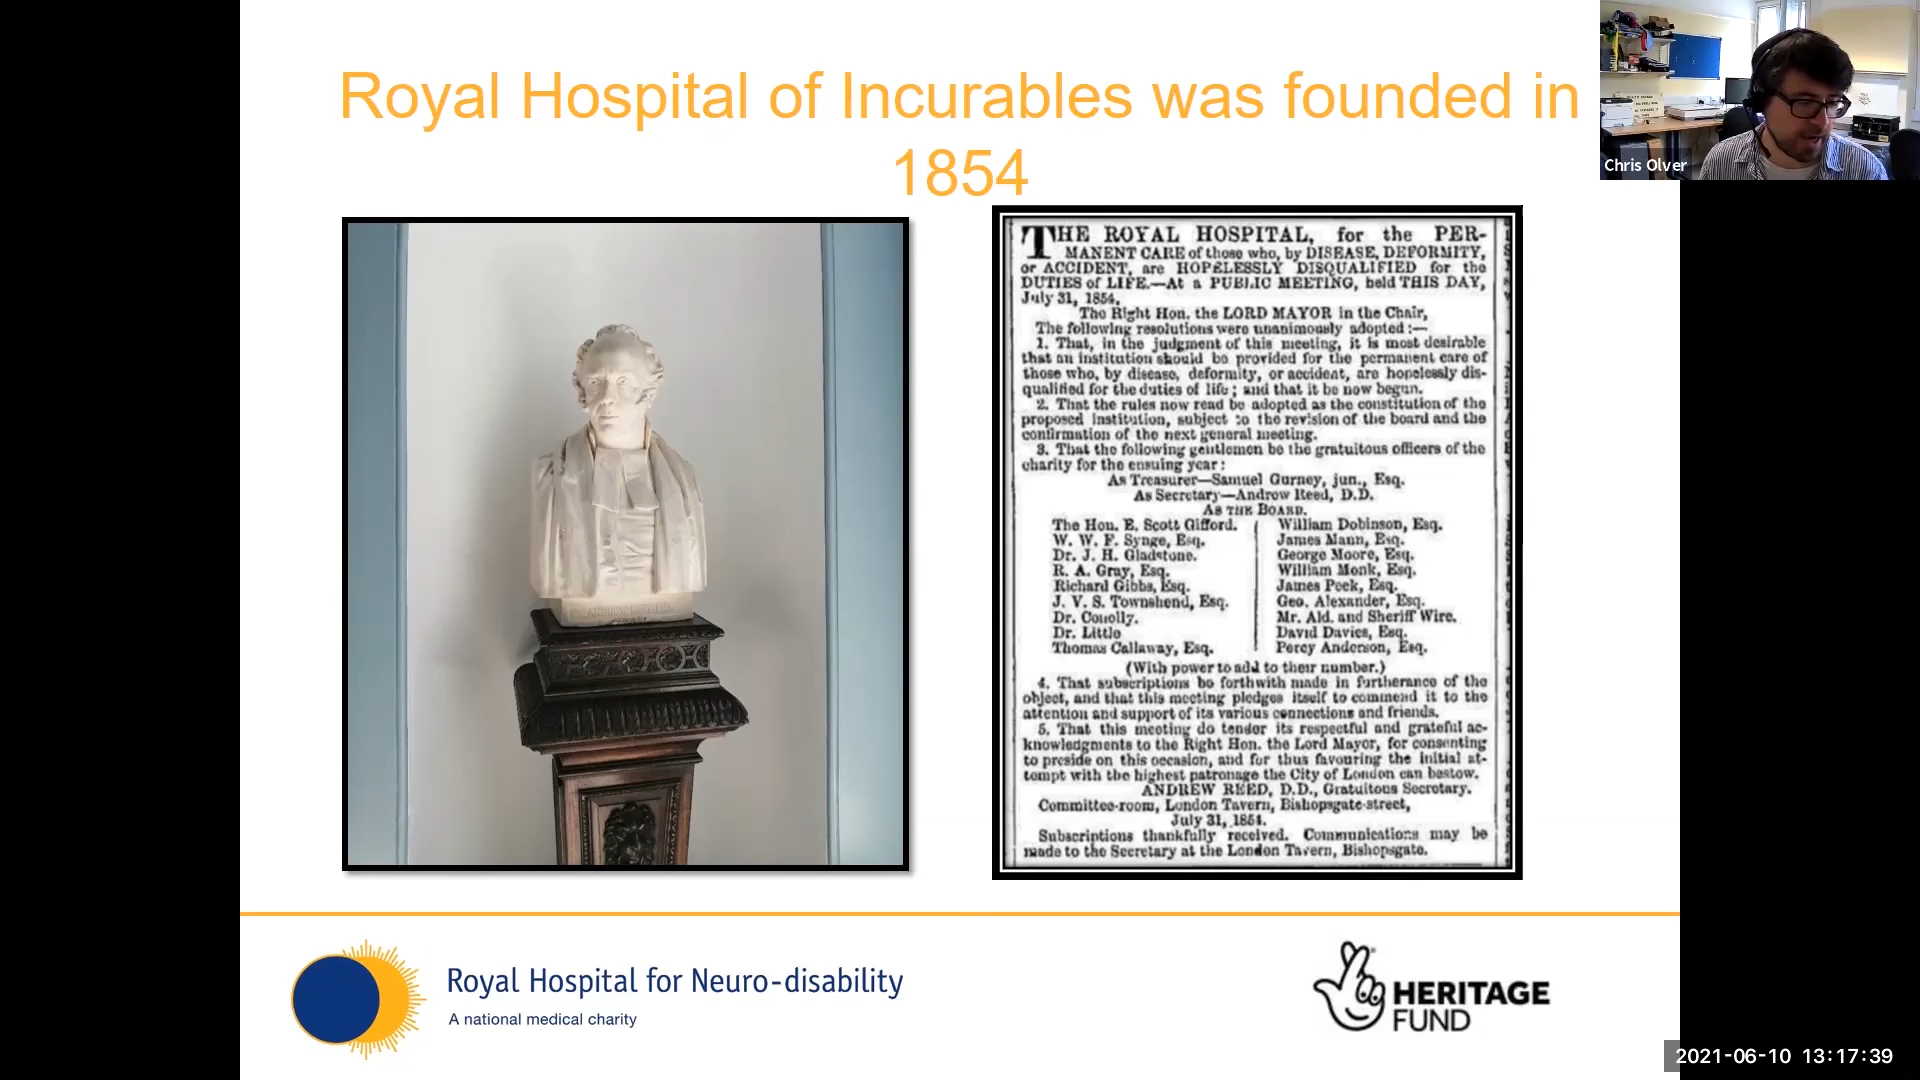 Royal Hospital of Incurables was founded in
1854
Chris Olver
THE ROYAL HOSPITAL, for the PER-
MANENT CARE of those who, by DISEASE, DEFORMITY,
or ACCIDENT, are HOPELESSLY DISQUALIFIED for the
DUTIES of LIFE.—At a PUBLIC MEETING, held THIS DAY,
July 31, 1854,
The Right Hon. the LORD MAYOR in the Chair,
The following resolutions were unanimously adopted:—
1. That, in the judgment of this meeting, it is most desirable
that an institution should be provided for the permanent care of
those who, by disease, deformity, or accident, are hopelessly dis-
qualified for the duties of life; and that it be now begun.
2. That the rules now read be adopted as the constitution of the
proposed institution, subject to the revision of the board and the
confirmation of the next general meeting.
3. That the following gentlemen be the gratuitous officers of the
charity for the ensuing year:
As Treasurer—Samuel Gurney, jun., Esq.
As Secretary—Andrew Reed, D.D.
AS THE BOARD.
The Hon. E. Scott Gifford.
W. W. F. Synge, Esq.
Dr. J. H. Gladstone.
R. A. Gray, Esq.
Richard Gibbs, Esq.
J. V. S. Townshend, Esq.
Dr. Conolly.
Dr. Little
Thomas Callaway, Esq.
William Dobinson, Esq.
James Mann, Esq.
George Moore, Esq.
William Monk, Esq.
James Peek, Esq.
Geo. Alexander, Esq.
Mr. Ald. and Sheriff Wire.
David Davies, Esq.
Percy Anderson, Esq.
(With power to add to their number.)
4. That subscriptions be forthwith made in furtherance of the
object, and that this meeting pledges itself to commend it to the
attention and support of its various connections and friends.
5. That this meeting do tender its respectful and grateful ac-
knowledgments to the Right Hon. the Lord Mayor, for consenting
to preside on this occasion, and for thus favouring the initial at-
tempt with the highest patronage the City of London can bestow.
ANDREW REED, D.D., Gratuitous Secretary.
Committee-room, London Tavern, Bishopsgate-street,
July 31, 1854.
Subscriptions thankfully received. Communications may be
made to the Secretary at the London Tavern, Bishopsgate.
Royal Hospital for Neuro-disability
A national medical charity
HERITAGE
FUND
2021-06-10 13:17:39